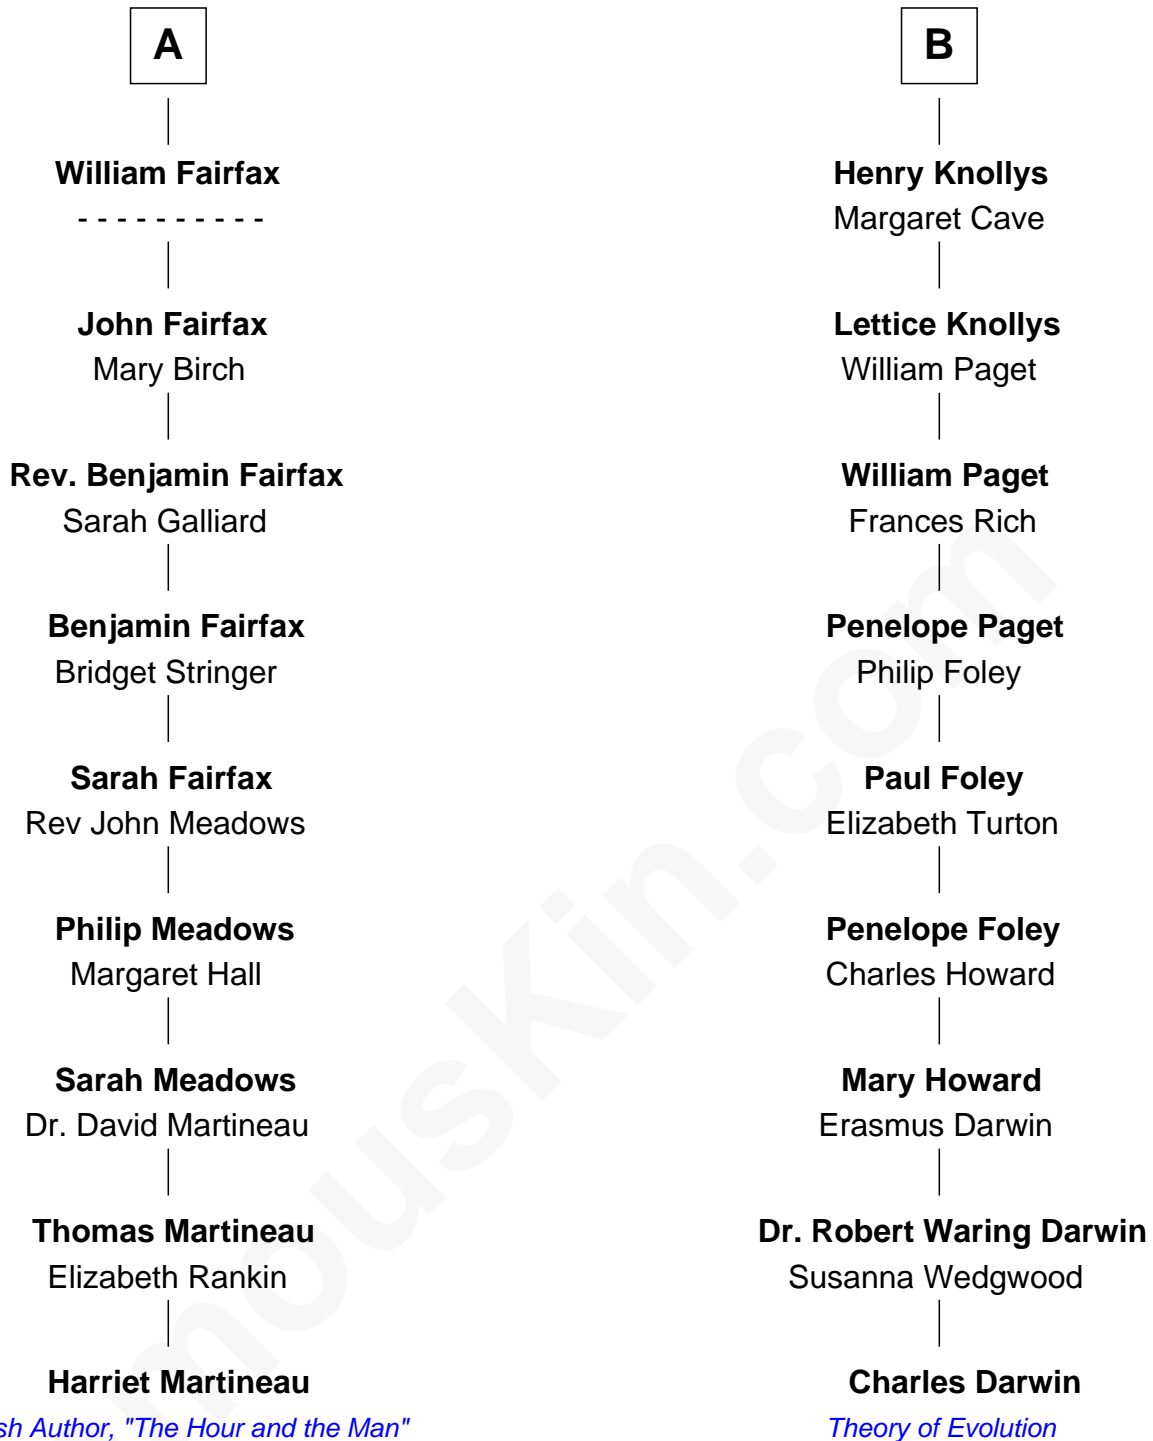 A
William Fairfax
- - - - - - - - - -
John Fairfax
Mary Birch
Rev. Benjamin Fairfax
Sarah Galliard
Benjamin Fairfax
Bridget Stringer
Sarah Fairfax
Rev John Meadows
Philip Meadows
Margaret Hall
Sarah Meadows
Dr. David Martineau
Thomas Martineau
Elizabeth Rankin
Harriet Martineau
sh Author, "The Hour and the Man"
B
Henry Knollys
Margaret Cave
Lettice Knollys
William Paget
William Paget
Frances Rich
Penelope Paget
Philip Foley
Paul Foley
Elizabeth Turton
Penelope Foley
Charles Howard
Mary Howard
Erasmus Darwin
Dr. Robert Waring Darwin
Susanna Wedgwood
Charles Darwin
Theory of Evolution
mousKin.com